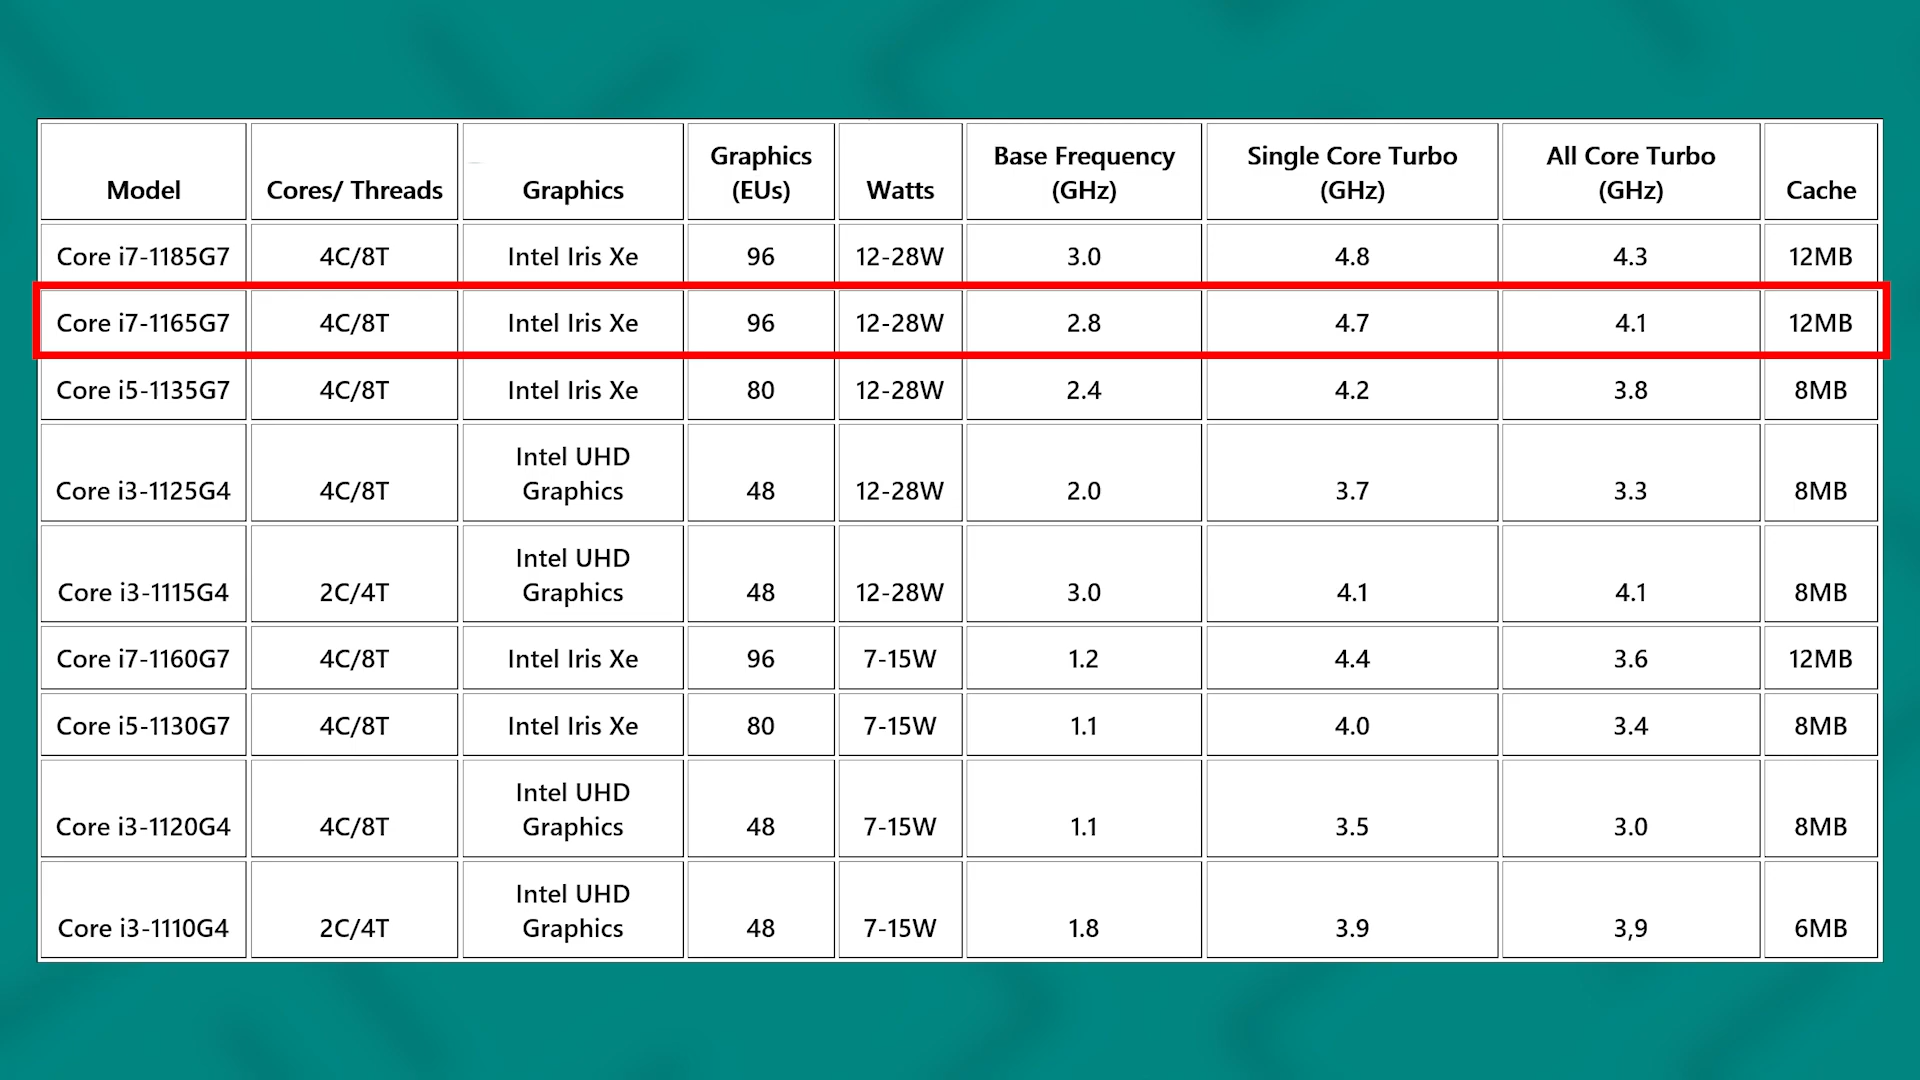 Model Cores/ Threads Graphics Graphics (EUs) Watts Base Frequency (GHz) Single Core Turbo (GHz) All Core Turbo (GHz) Cache
Core i7-1185G7 4C/8T Intel Iris Xe 96 12-28W 3.0 4.8 4.3 12MB
Core i7-1165G7 4C/8T Intel Iris Xe 96 12-28W 2.8 4.7 4.1 12MB
Core i5-1135G7 4C/8T Intel Iris Xe 80 12-28W 2.4 4.2 3.8 8MB
Core i3-1125G4 4C/8T Intel UHD Graphics 48 12-28W 2.0 3.7 3.3 8MB
Core i3-1115G4 2C/4T Intel UHD Graphics 48 12-28W 3.0 4.1 4.1 8MB
Core i7-1160G7 4C/8T Intel Iris Xe 96 7-15W 1.2 4.4 3.6 12MB
Core i5-1130G7 4C/8T Intel Iris Xe 80 7-15W 1.1 4.0 3.4 8MB
Core i3-1120G4 4C/8T Intel UHD Graphics 48 7-15W 1.1 3.5 3.0 8MB
Core i3-1110G4 2C/4T Intel UHD Graphics 48 7-15W 1.8 3.9 3,9 6MB